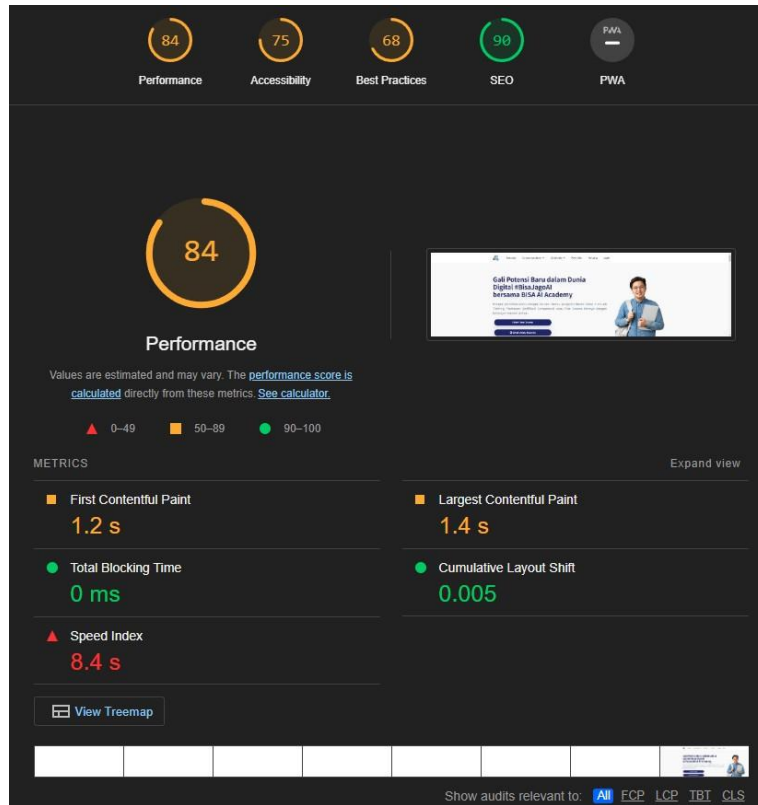 84 75 68 90 PWA
Performance Accessibility Best Practices SEO PWA
84
Gali Potensi Baru dalam Dunia
Digital #BisaJagoAI
bersama BISA AI Academy
Performance
Values are estimated and may vary. The performance score is
calculated directly from these metrics. See calculator.
0–49 50–89 90–100
METRICS Expand view
First Contentful Paint
1.2 s
Largest Contentful Paint
1.4 s
Total Blocking Time
0 ms
Cumulative Layout Shift
0.005
Speed Index
8.4 s
View Treemap
Show audits relevant to: All FCP LCP TBT CLS